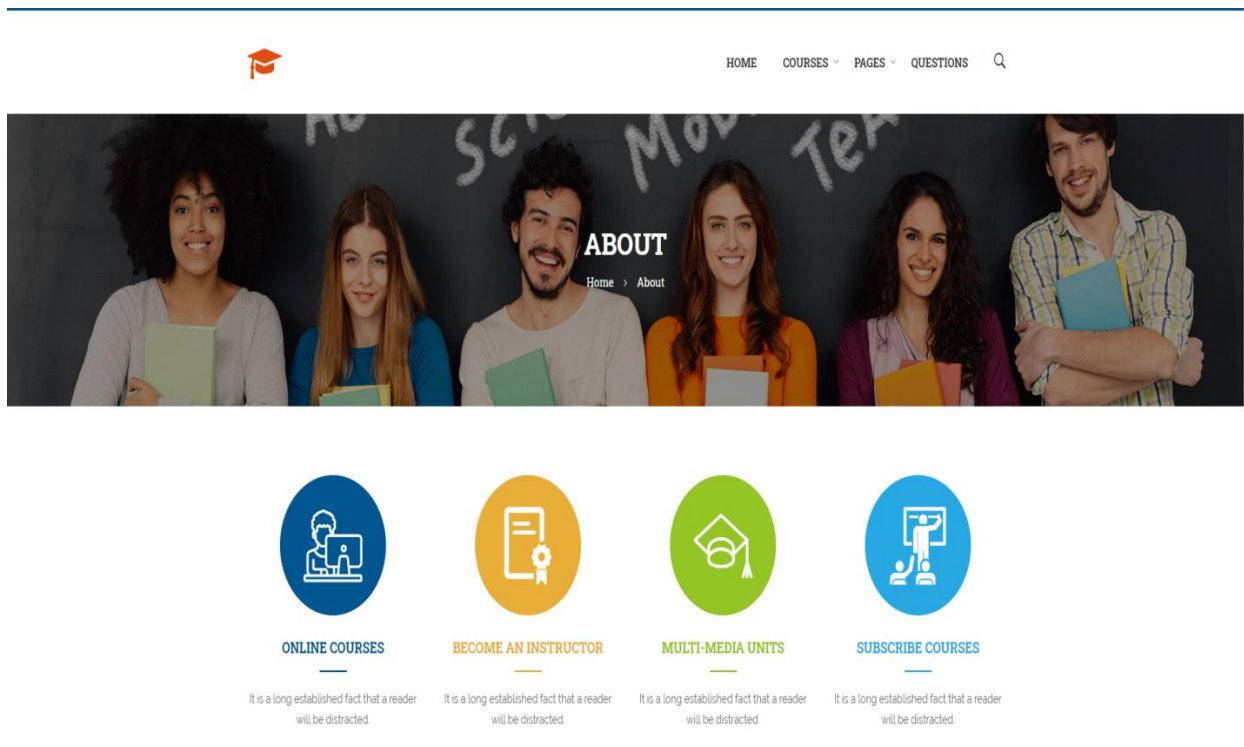 HOME COURSES PAGES QUESTIONS
ABOUT
Home > About
ONLINE COURSES
It is a long established fact that a reader
will be distracted.
BECOME AN INSTRUCTOR
It is a long established fact that a reader
will be distracted.
MULTI-MEDIA UNITS
It is a long established fact that a reader
will be distracted.
SUBSCRIBE COURSES
It is a long established fact that a reader
will be distracted.